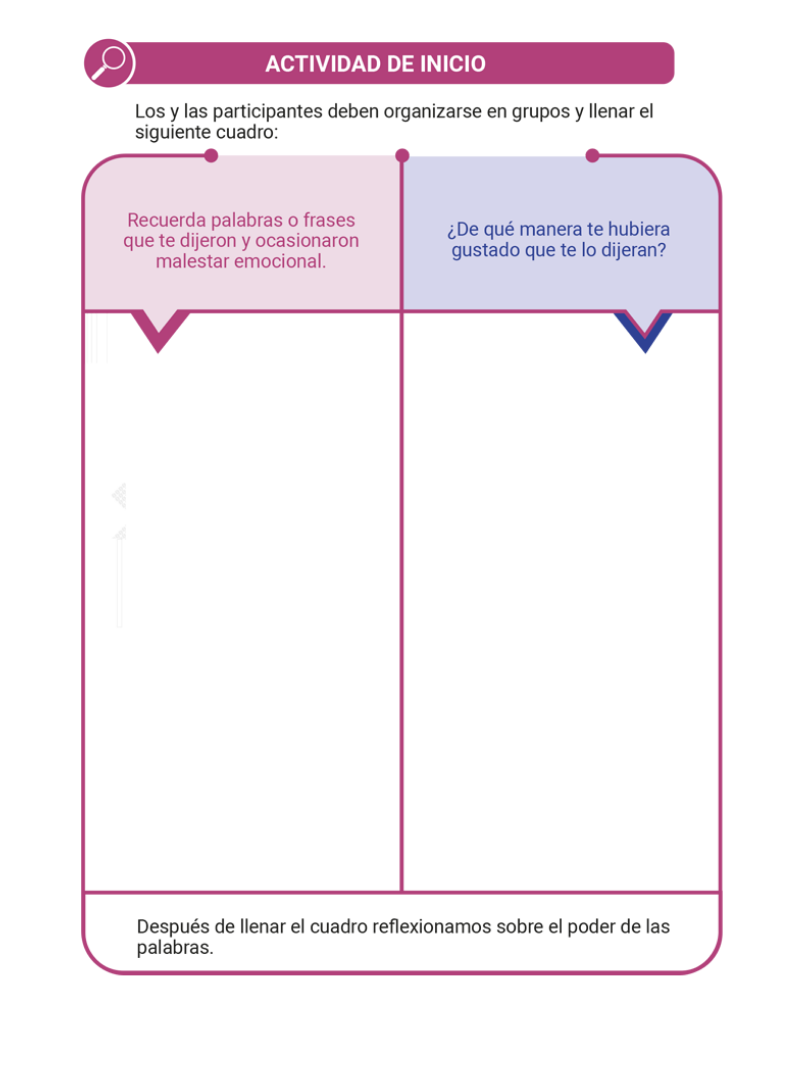 ACTIVIDAD DE INICIO
Los y las participantes deben organizarse en grupos y llenar el
siguiente cuadro:
Recuerda palabras o frases
que te dijeron y ocasionaron
malestar emocional.
¿De qué manera te hubiera
gustado que te lo dijeran?
Después de llenar el cuadro reflexionamos sobre el poder de las
palabras.